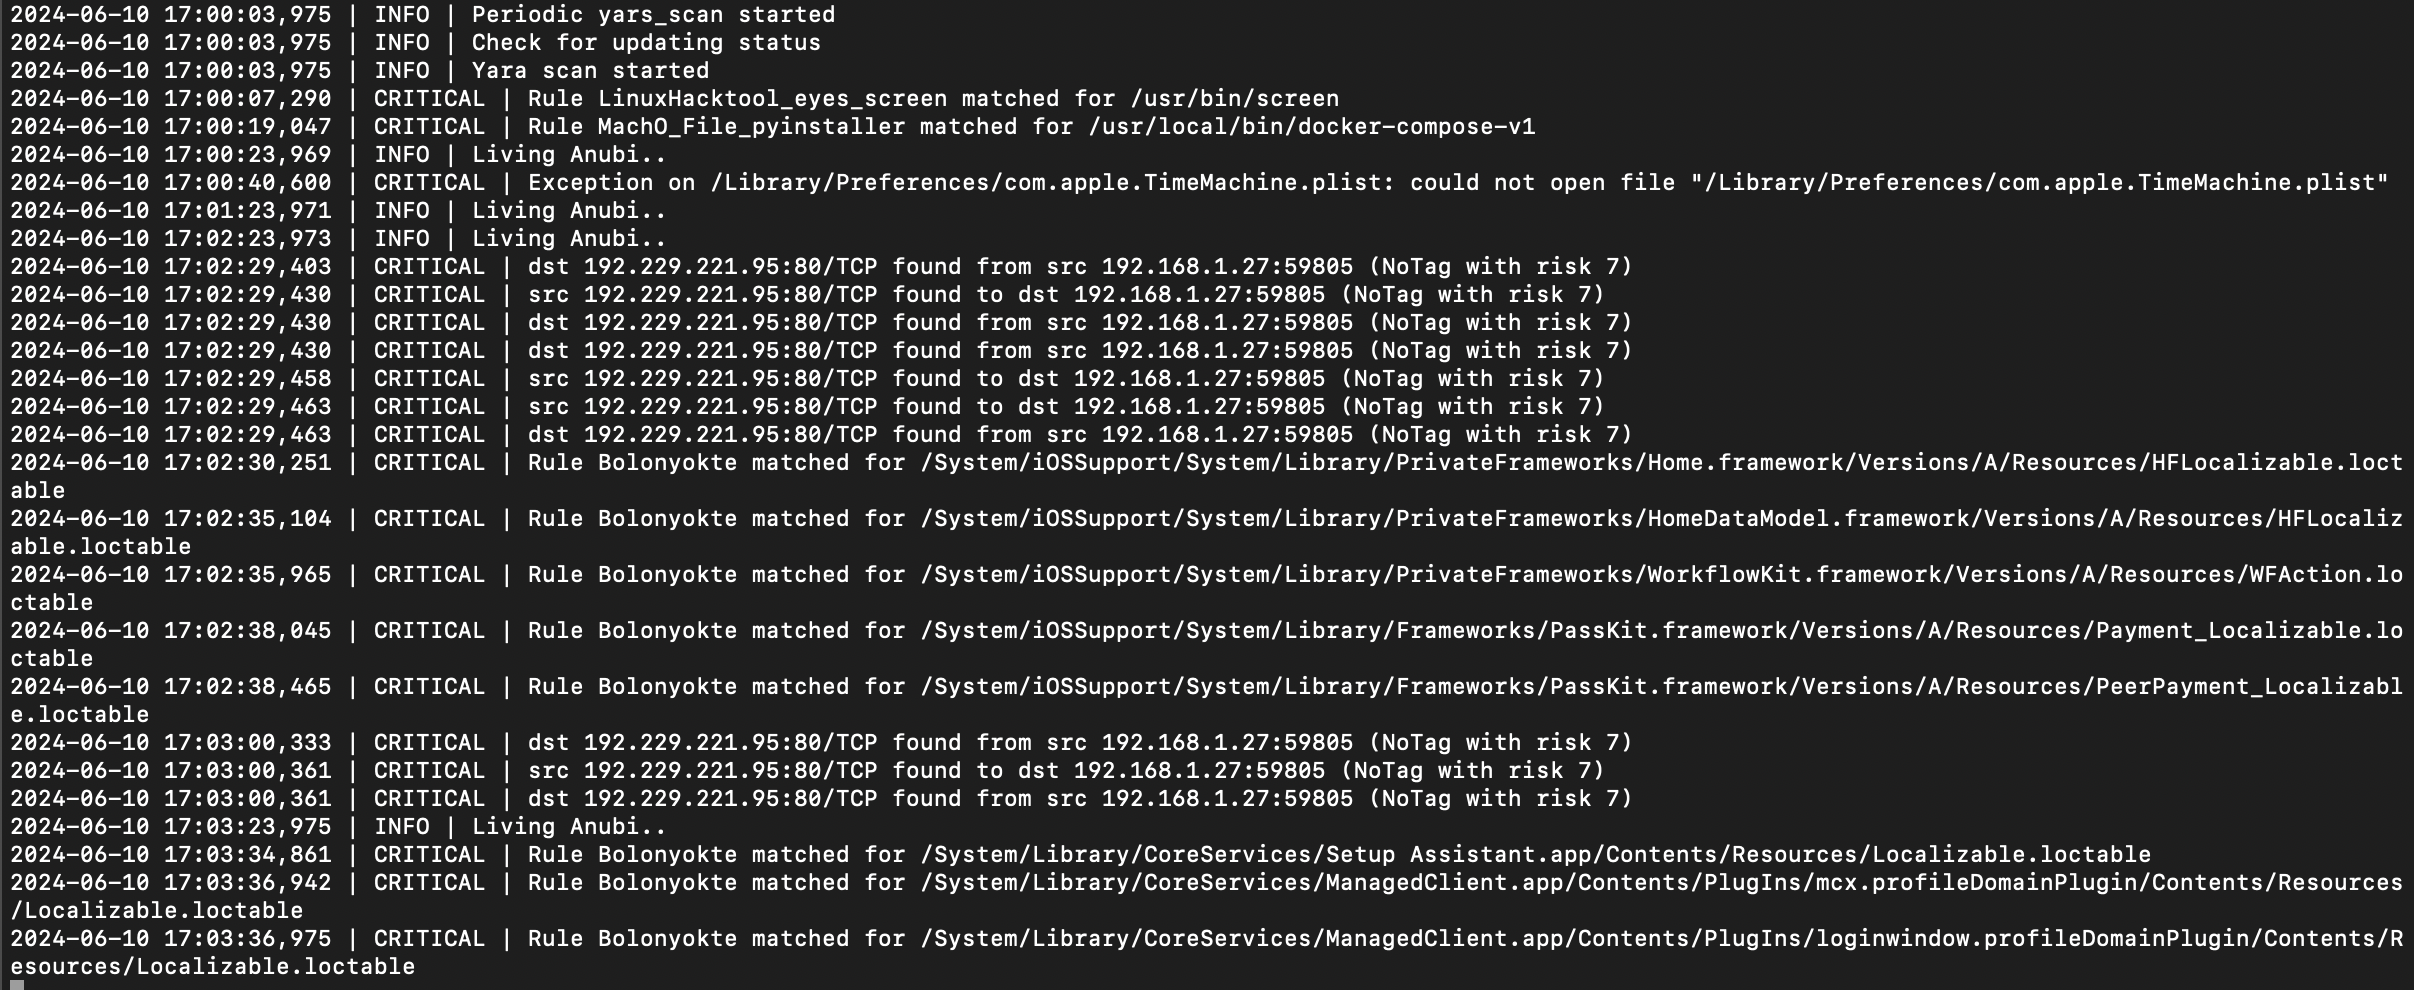 2024-06-10 17:00:03,975 | INFO | Periodic yars_scan started
2024-06-10 17:00:03,975 | INFO | Check for updating status
2024-06-10 17:00:03,975 | INFO | Yara scan started
2024-06-10 17:00:07,290 | CRITICAL | Rule LinuxHacktool_eyes_screen matched for /usr/bin/screen
2024-06-10 17:00:19,047 | CRITICAL | Rule MachO_File_pyinstaller matched for /usr/local/bin/docker-compose-v1
2024-06-10 17:00:23,969 | INFO | Living Anubi..
2024-06-10 17:00:40,600 | CRITICAL | Exception on /Library/Preferences/com.apple.TimeMachine.plist: could not open file "/Library/Preferences/com.apple.TimeMachine.plist"
2024-06-10 17:01:23,971 | INFO | Living Anubi..
2024-06-10 17:02:23,973 | INFO | Living Anubi..
2024-06-10 17:02:29,403 | CRITICAL | dst 192.229.221.95:80/TCP found from src 192.168.1.27:59805 (NoTag with risk 7)
2024-06-10 17:02:29,430 | CRITICAL | src 192.229.221.95:80/TCP found to dst 192.168.1.27:59805 (NoTag with risk 7)
2024-06-10 17:02:29,430 | CRITICAL | dst 192.229.221.95:80/TCP found from src 192.168.1.27:59805 (NoTag with risk 7)
2024-06-10 17:02:29,430 | CRITICAL | dst 192.229.221.95:80/TCP found from src 192.168.1.27:59805 (NoTag with risk 7)
2024-06-10 17:02:29,458 | CRITICAL | src 192.229.221.95:80/TCP found to dst 192.168.1.27:59805 (NoTag with risk 7)
2024-06-10 17:02:29,463 | CRITICAL | src 192.229.221.95:80/TCP found to dst 192.168.1.27:59805 (NoTag with risk 7)
2024-06-10 17:02:29,463 | CRITICAL | dst 192.229.221.95:80/TCP found from src 192.168.1.27:59805 (NoTag with risk 7)
2024-06-10 17:02:30,251 | CRITICAL | Rule Bolonyokte matched for /System/iOSSupport/System/Library/PrivateFrameworks/Home.framework/Versions/A/Resources/HFLocalizable.loct
able
2024-06-10 17:02:35,104 | CRITICAL | Rule Bolonyokte matched for /System/iOSSupport/System/Library/PrivateFrameworks/HomeDataModel.framework/Versions/A/Resources/HFLocaliz
able.loctable
2024-06-10 17:02:35,965 | CRITICAL | Rule Bolonyokte matched for /System/iOSSupport/System/Library/PrivateFrameworks/WorkflowKit.framework/Versions/A/Resources/WFAction.lo
ctable
2024-06-10 17:02:38,045 | CRITICAL | Rule Bolonyokte matched for /System/iOSSupport/System/Library/Frameworks/PassKit.framework/Versions/A/Resources/Payment_Localizable.lo
ctable
2024-06-10 17:02:38,465 | CRITICAL | Rule Bolonyokte matched for /System/iOSSupport/System/Library/Frameworks/PassKit.framework/Versions/A/Resources/PeerPayment_Localizabl
e.loctable
2024-06-10 17:03:00,333 | CRITICAL | dst 192.229.221.95:80/TCP found from src 192.168.1.27:59805 (NoTag with risk 7)
2024-06-10 17:03:00,361 | CRITICAL | src 192.229.221.95:80/TCP found to dst 192.168.1.27:59805 (NoTag with risk 7)
2024-06-10 17:03:00,361 | CRITICAL | dst 192.229.221.95:80/TCP found from src 192.168.1.27:59805 (NoTag with risk 7)
2024-06-10 17:03:23,975 | INFO | Living Anubi..
2024-06-10 17:03:34,861 | CRITICAL | Rule Bolonyokte matched for /System/Library/CoreServices/Setup Assistant.app/Contents/Resources/Localizable.loctable
2024-06-10 17:03:36,942 | CRITICAL | Rule Bolonyokte matched for /System/Library/CoreServices/ManagedClient.app/Contents/PlugIns/mcx.profileDomainPlugin/Contents/Resources
/Localizable.loctable
2024-06-10 17:03:36,975 | CRITICAL | Rule Bolonyokte matched for /System/Library/CoreServices/ManagedClient.app/Contents/PlugIns/loginwindow.profileDomainPlugin/Contents/R
esources/Localizable.loctable